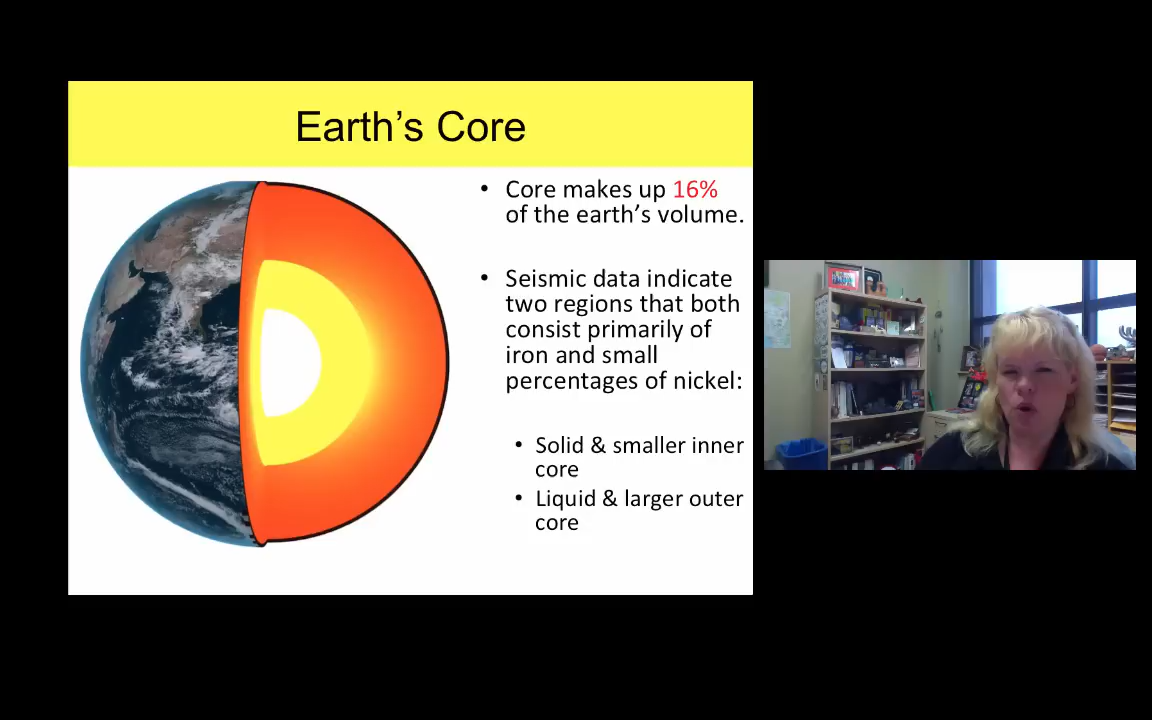 Earth's Core
• Core makes up 16%
of the earth's volume.
• Seismic data indicate
two regions that both
consist primarily of
iron and small
percentages of nickel:
• Solid & smaller inner
core
• Liquid & larger outer
core